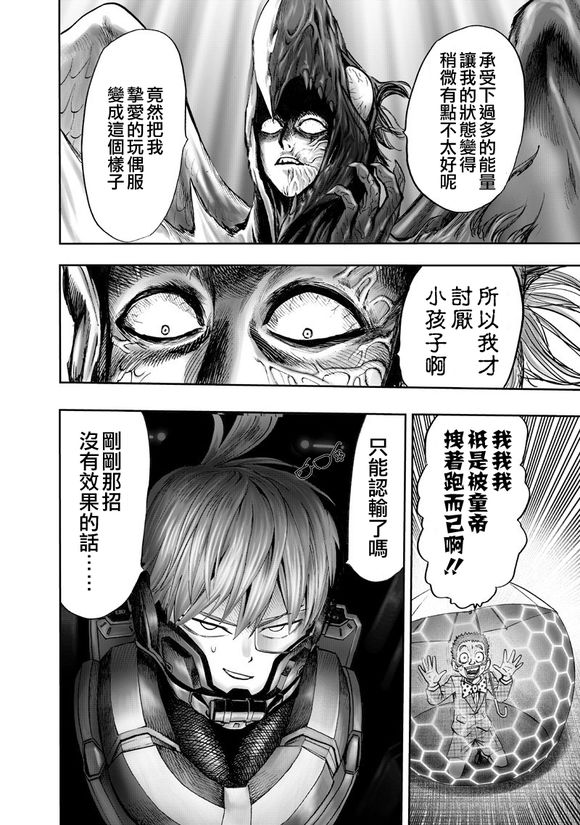 承受下過多的能量
讓我的狀態變得
稍微有點不太好呢
竟然把我
摯愛的玩偶服
變成這個樣子
所以我才
討厭
小孩子啊
我我我
祇是被童帝
拽著跑而已啊!!
只能認輸了嗎
剛剛那招
沒有效果的話……